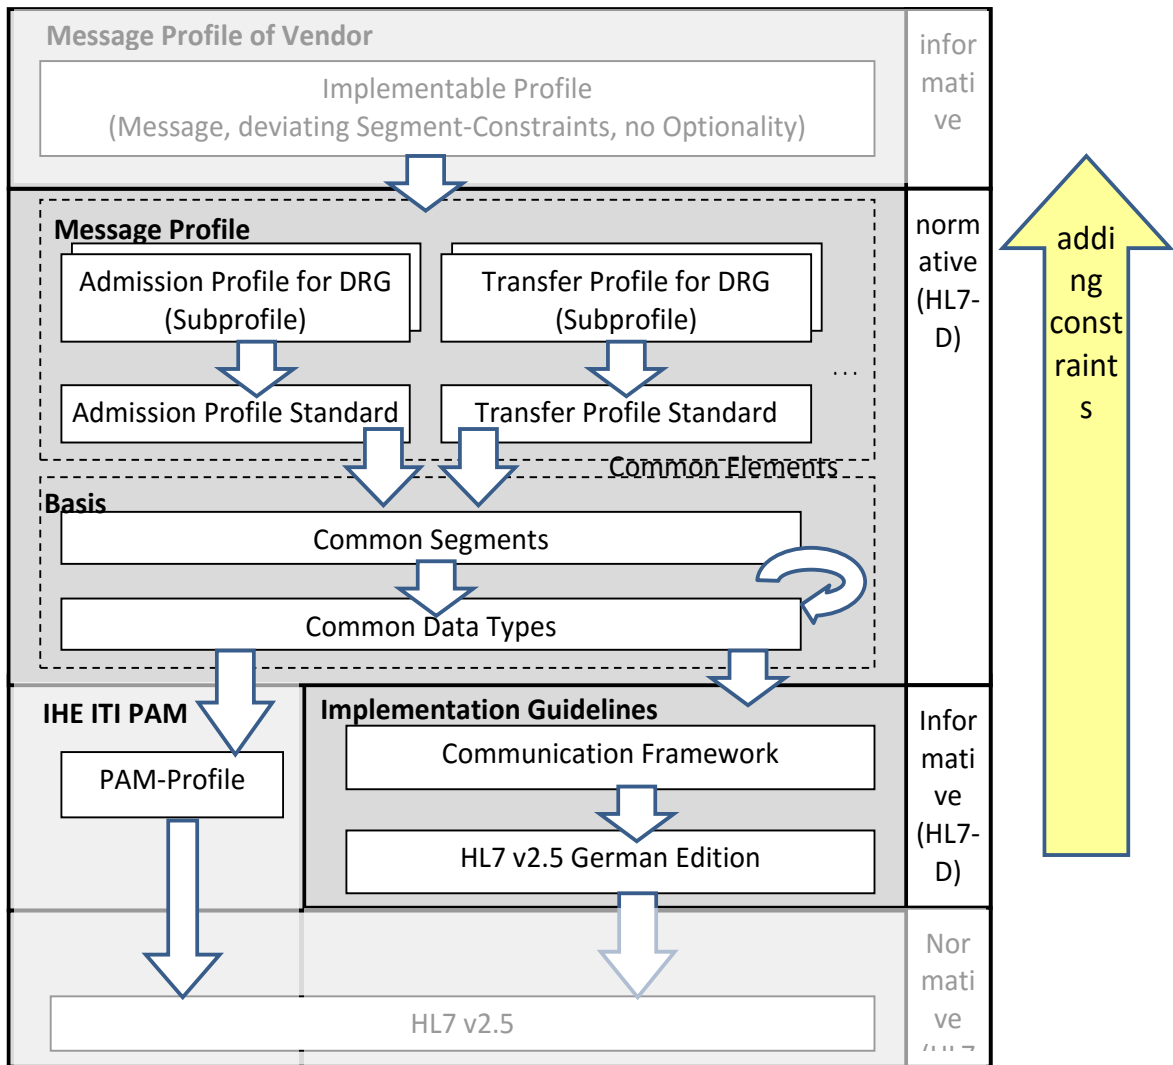 Message Profile of Vendor
Implementable Profile
(Message, deviating Segment-Constraints, no Optionality)
infor
mati
ve
Message Profile
Admission Profile for DRG
(Subprofile)
Transfer Profile for DRG
(Subprofile)
...
Admission Profile Standard
Transfer Profile Standard
norm
ative
(HL7-
D)
addi
ng
const
raint
s
Common Elements
Basis
Common Segments
Common Data Types
IHE ITI PAM
PAM-Profile
Implementation Guidelines
Communication Framework
HL7 v2.5 German Edition
Infor
mati
ve
(HL7-
D)
HL7 v2.5
Nor
mati
ve